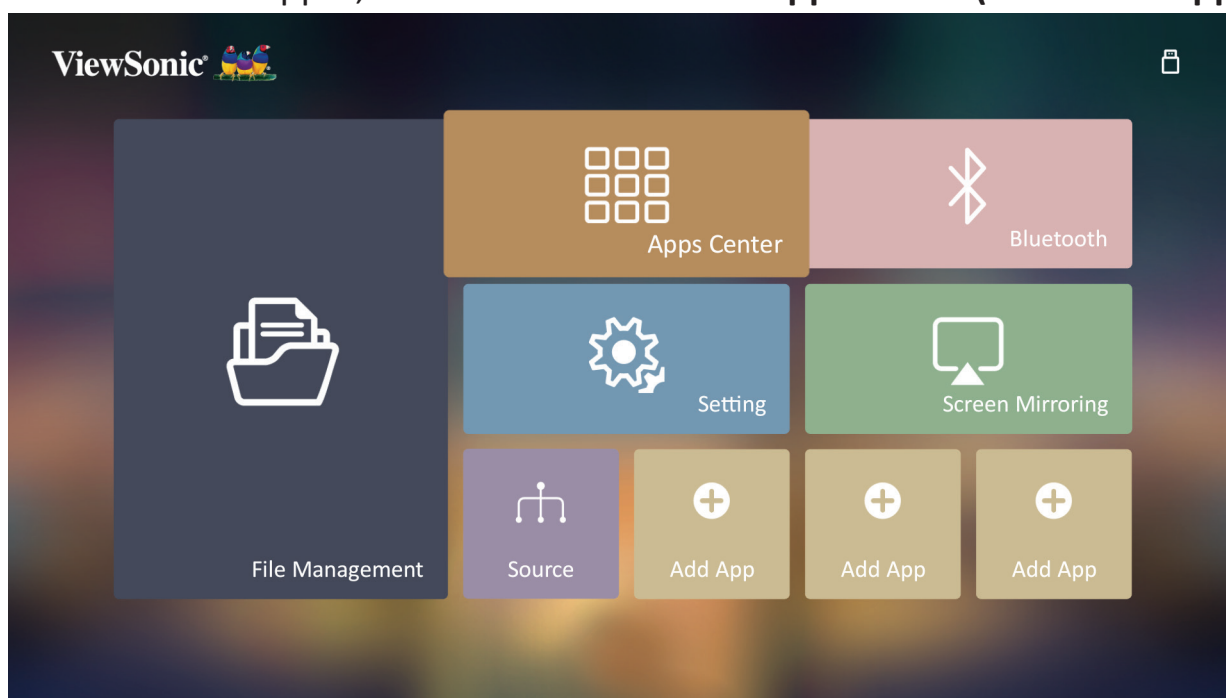 ViewSonic®
Apps Center
Bluetooth
Setting
Screen Mirroring
File Management
Source
Add App
Add App
Add App